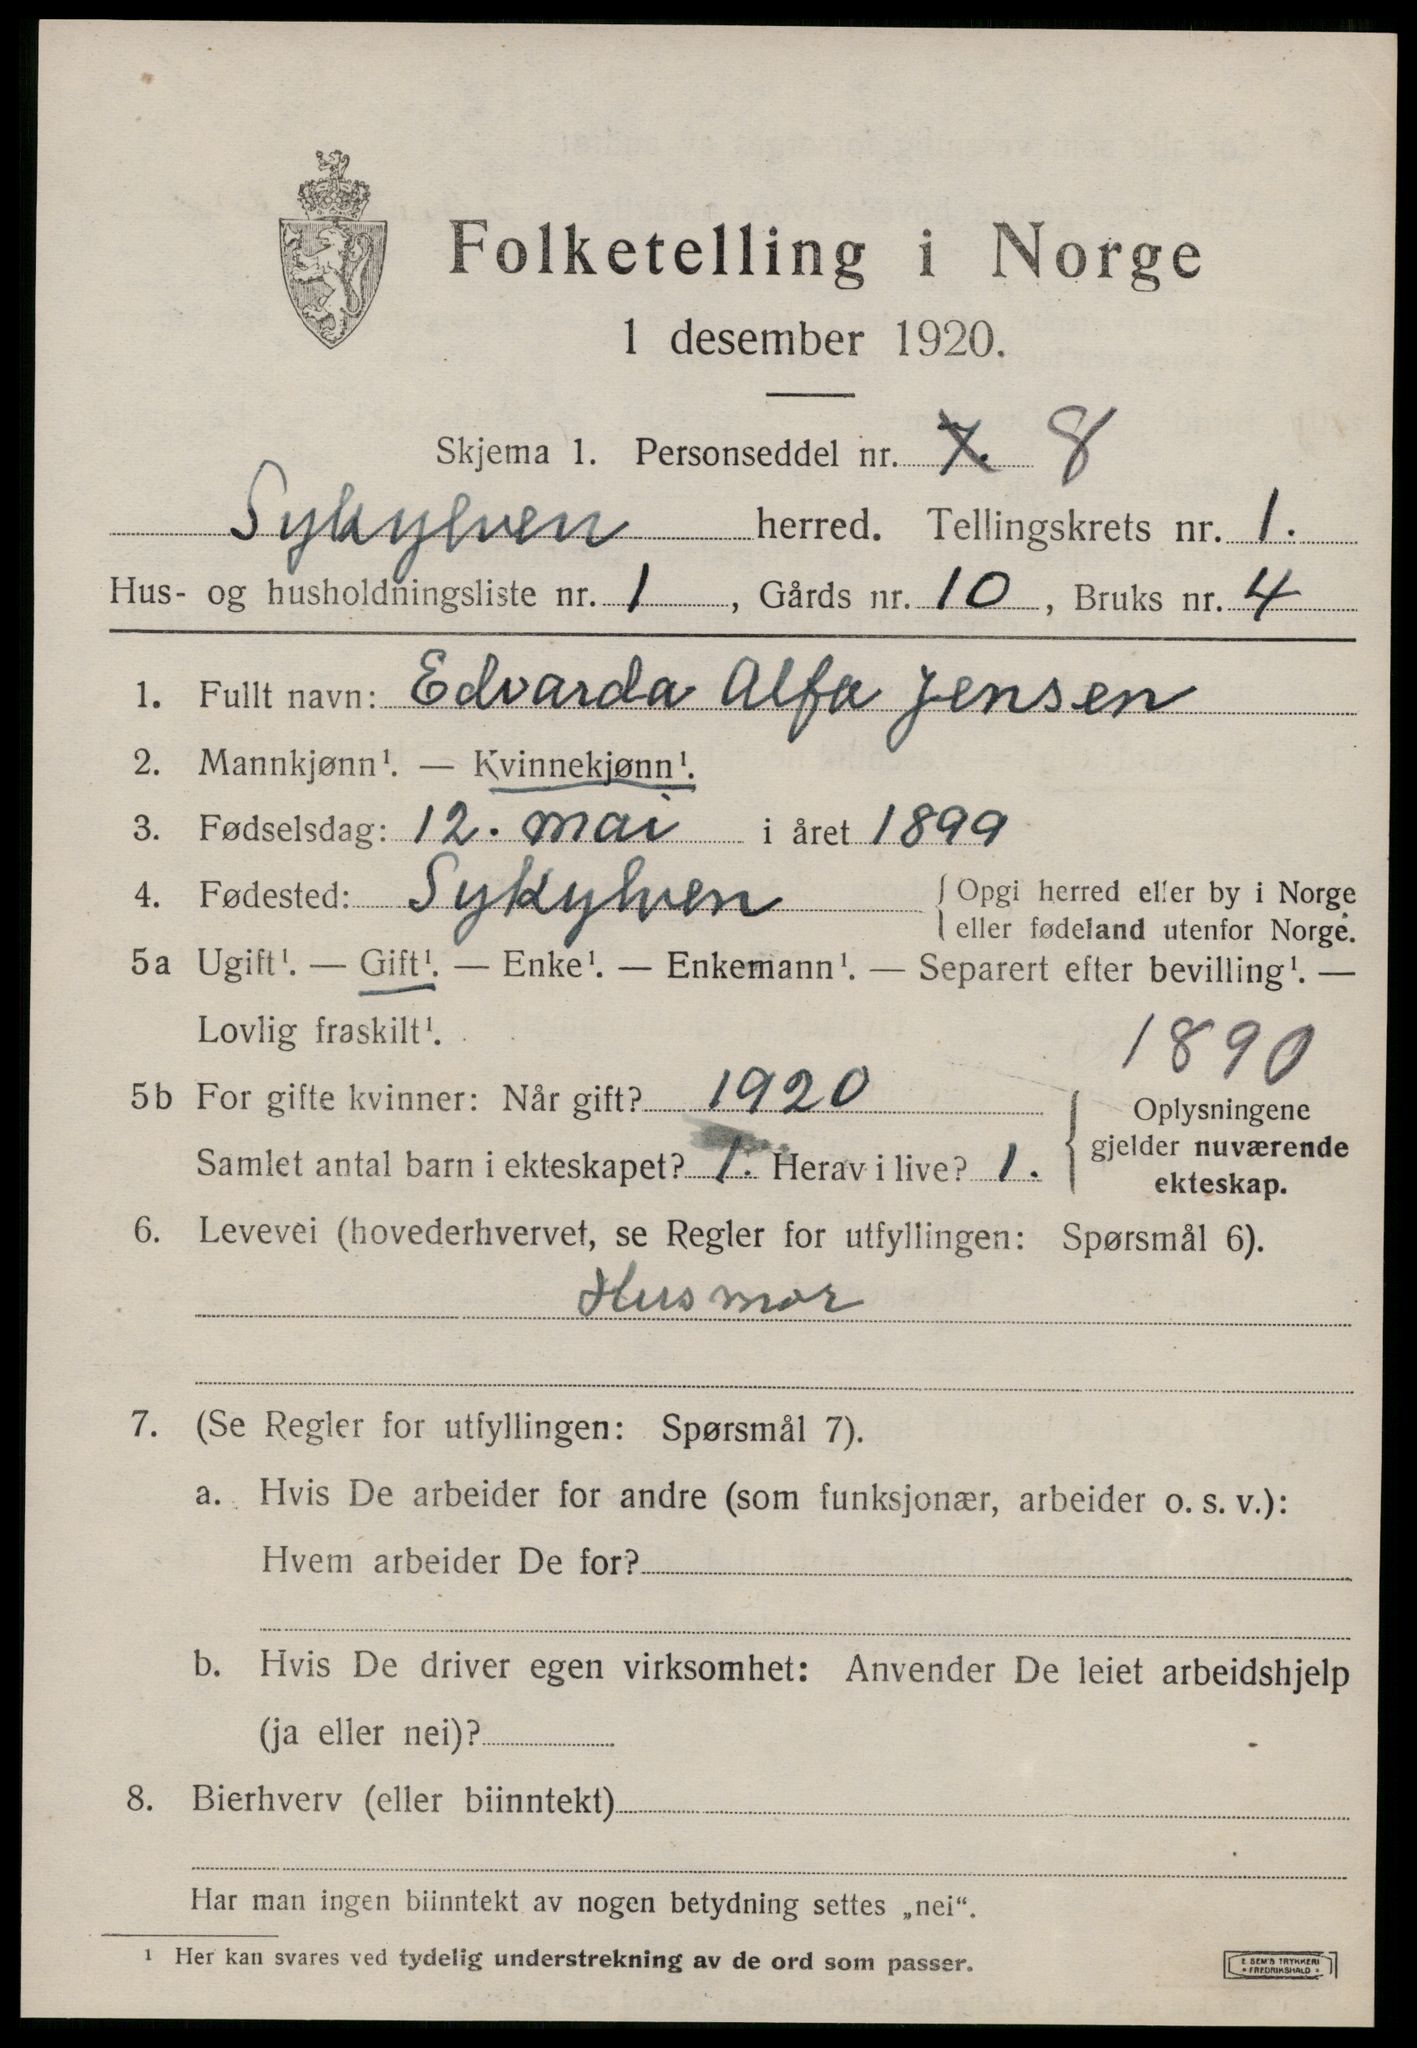 Folketelling i Norge
1 desember 1920.
Skjema 1. Personseddel nr. 7. 8
Sykylven herred. Tellingskrets nr. 1.
Hus- og husholdningsliste nr. 1, Gårds nr. 10, Bruks nr. 4
1. Fullt navn: Edvarda Alfa Jensen
2. Mannkjønn¹. — Kvinnekjønn¹.
3. Fødselsdag: 12. mai i året 1899
4. Fødested: Sykylven { Opgi herred eller by i Norge
eller fødeland utenfor Norge.
5a Ugift¹. — Gift¹. — Enke¹. — Enkemann¹. — Separert efter bevilling¹. —
Lovlig fraskilt¹.
1890
5b For gifte kvinner: Når gift? 1920
Samlet antal barn i ekteskapet? 1. Herav i live? 1.
{ Oplysningene
gjelder nuværende
ekteskap.
6. Levevei (hovederhvervet, se Regler for utfyllingen: Spørsmål 6).
Husmor
7. (Se Regler for utfyllingen: Spørsmål 7).
a. Hvis De arbeider for andre (som funksjonær, arbeider o. s. v.):
Hvem arbeider De for?
b. Hvis De driver egen virksomhet: Anvender De leiet arbeidshjelp
(ja eller nei)?
8. Bierhverv (eller biinntekt)
Har man ingen biinntekt av nogen betydning settes „nei“.
¹ Her kan svares ved tydelig understrekning av de ord som passer.
E SEM'S TRYKKERI
* FREDRIKSHALD *